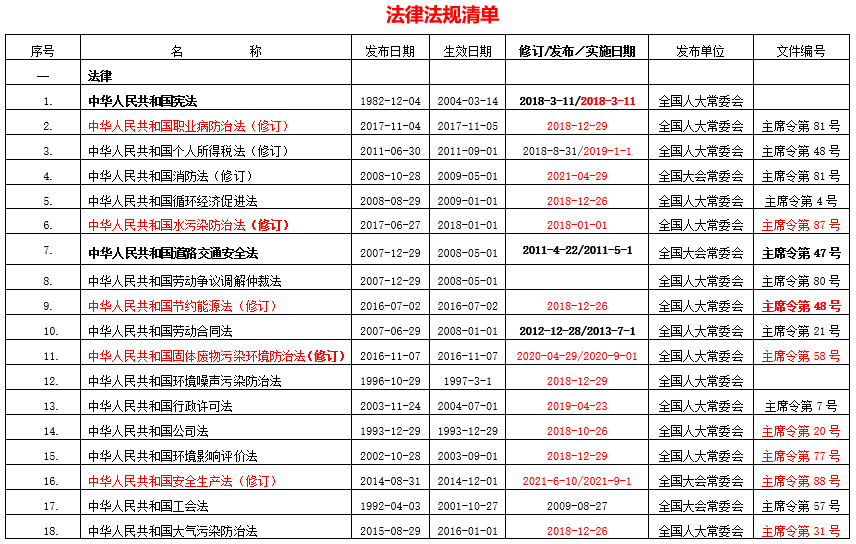 法律法规清单
序号 名 称 发布日期 生效日期 修订/发布／实施日期 发布单位 文件编号
一 法律
1. 中华人民共和国宪法 1982-12-04 2004-03-14 2018-3-11/2018-3-11 全国人大常委会
2. 中华人民共和国职业病防治法（修订） 2017-11-04 2017-11-05 2018-12-29 全国人大常委会 主席令第 81 号
3. 中华人民共和国个人所得税法（修订） 2011-06-30 2011-09-01 2018-8-31/2019-1-1 全国人大常委会 主席令第 48 号
4. 中华人民共和国消防法（修订） 2008-10-28 2009-05-01 2021-04-29 全国大会常委会 主席令第 81 号
5. 中华人民共和国循环经济促进法 2008-08-29 2009-01-01 2018-12-26 全国人大常委会 主席令第 4 号
6. 中华人民共和国水污染防治法（修订） 2017-06-27 2018-01-01 2018-01-01 全国人大常委会 主席令第 87 号
7. 中华人民共和国道路交通安全法 2007-12-29 2008-05-01 2011-4-22/2011-5-1 全国大会常委会 主席令第 47 号
8. 中华人民共和国劳动争议调解仲裁法 2007-12-29 2008-05-01 全国人大常委会 主席令第 80 号
9. 中华人民共和国节约能源法（修订） 2016-07-02 2016-07-02 2018-12-26 全国人大常委会 主席令第 48 号
10. 中华人民共和国劳动合同法 2007-06-29 2008-01-01 2012-12-28/2013-7-1 全国人大常委会 主席令第 21 号
11. 中华人民共和国固体废物污染环境防治法（修订） 2016-11-07 2016-11-07 2020-04-29/2020-9-01 全国人大常委会 主席令第 58 号
12. 中华人民共和国环境噪声污染防治法 1996-10-29 1997-3-1 2018-12-29 全国人大常委会
13. 中华人民共和国行政许可法 2003-11-24 2004-07-01 2019-04-23 全国人大常委会 主席令第 7 号
14. 中华人民共和国公司法 1993-12-29 1993-12-29 2018-10-26 全国人大常委会 主席令第 20 号
15. 中华人民共和国环境影响评价法 2002-10-28 2003-09-01 2018-12-29 全国人大常委会 主席令第 77 号
16. 中华人民共和国安全生产法（修订） 2014-08-31 2014-12-01 2021-6-10/2021-9-1 全国大会常委会 主席令第 88 号
17. 中华人民共和国工会法 1992-04-03 2001-10-27 2009-08-27 全国大会常委会 主席令第 57 号
18. 中华人民共和国大气污染防治法 2015-08-29 2016-01-01 2018-12-26 全国人大常委会 主席令第 31 号